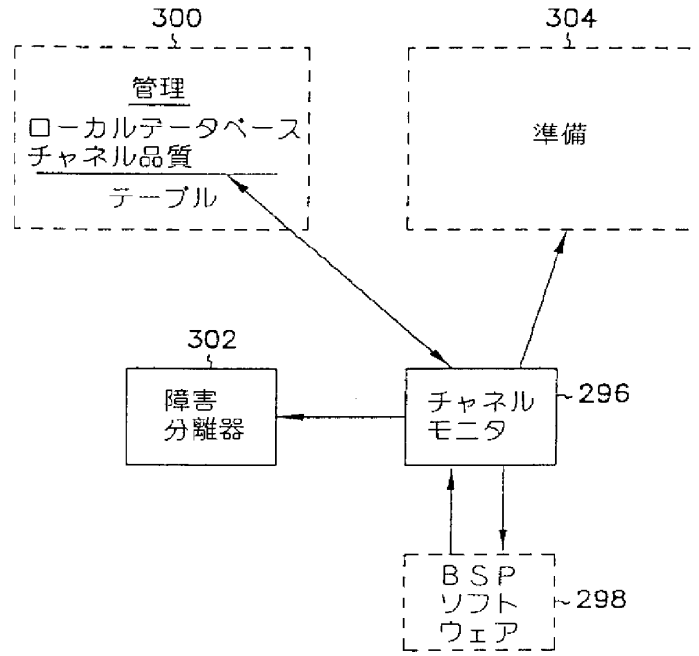 300
304
管理
ローカルデータベース
チャネル品質
テーブル
準備
302
障害
分離器
チャネル
モニタ
296
BSP
ソフト
ウェア
298